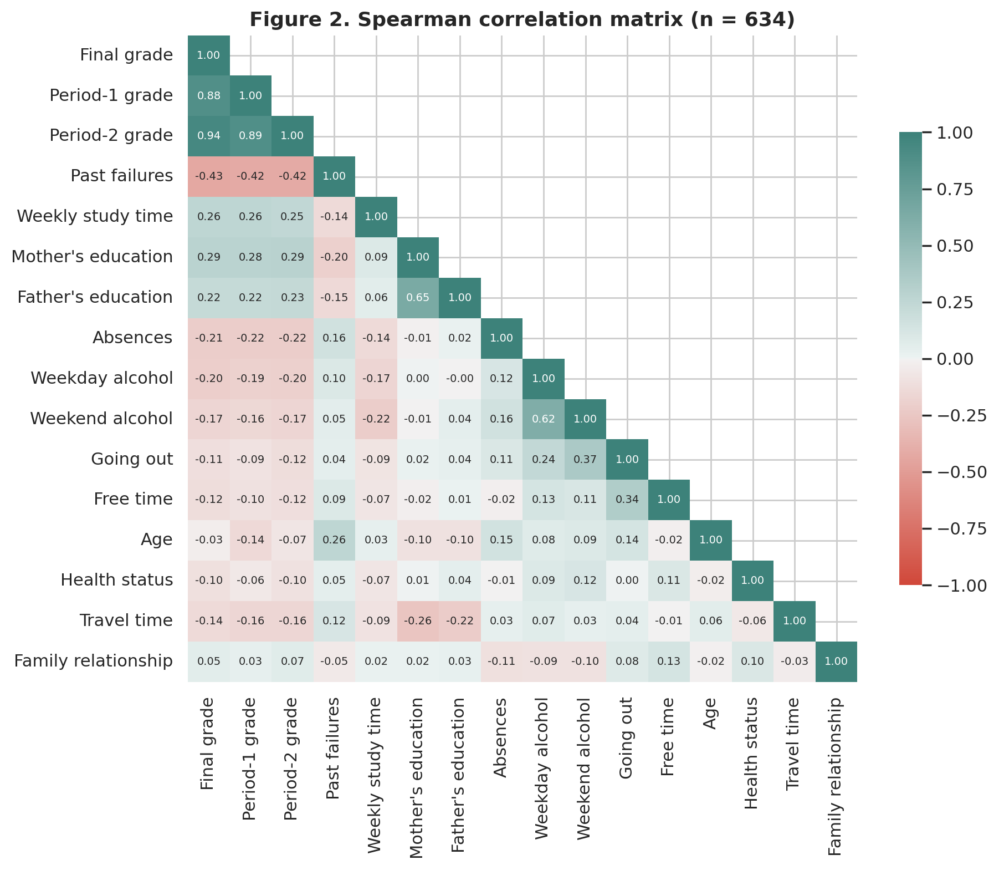 Figure 2. Spearman correlation matrix (n = 634)
Final grade 1.00
Period-1 grade 0.88 1.00
Period-2 grade 0.94 0.89 1.00
Past failures -0.43 -0.42 -0.42 1.00
Weekly study time 0.26 0.26 0.25 -0.14 1.00
Mother's education 0.29 0.28 0.29 -0.20 0.09 1.00
Father's education 0.22 0.22 0.23 -0.15 0.06 0.65 1.00
Absences -0.21 -0.22 -0.22 0.16 -0.14 -0.01 0.02 1.00
Weekday alcohol -0.20 -0.19 -0.20 0.10 -0.17 0.00 -0.00 0.12 1.00
Weekend alcohol -0.17 -0.16 -0.17 0.05 -0.22 -0.01 0.04 0.16 0.62 1.00
Going out -0.11 -0.09 -0.12 0.04 -0.09 0.02 0.04 0.11 0.24 0.37 1.00
Free time -0.12 -0.10 -0.12 0.09 -0.07 -0.02 0.01 -0.02 0.13 0.11 0.34 1.00
Age -0.03 -0.14 -0.07 0.26 0.03 -0.10 -0.10 0.15 0.08 0.09 0.14 -0.02 1.00
Health status -0.10 -0.06 -0.10 0.05 -0.07 0.01 0.04 -0.01 0.09 0.12 0.00 0.11 -0.02 1.00
Travel time -0.14 -0.16 -0.16 0.12 -0.09 -0.26 -0.22 0.03 0.07 0.03 0.04 -0.01 0.06 -0.06 1.00
Family relationship 0.05 0.03 0.07 -0.05 0.02 0.02 0.03 -0.11 -0.09 -0.10 0.08 0.13 -0.02 0.10 -0.03 1.00
Final grade
Period-1 grade
Period-2 grade
Past failures
Weekly study time
Mother's education
Father's education
Absences
Weekday alcohol
Weekend alcohol
Going out
Free time
Age
Health status
Travel time
Family relationship
1.00
0.75
0.50
0.25
0.00
−0.25
−0.50
−0.75
−1.00